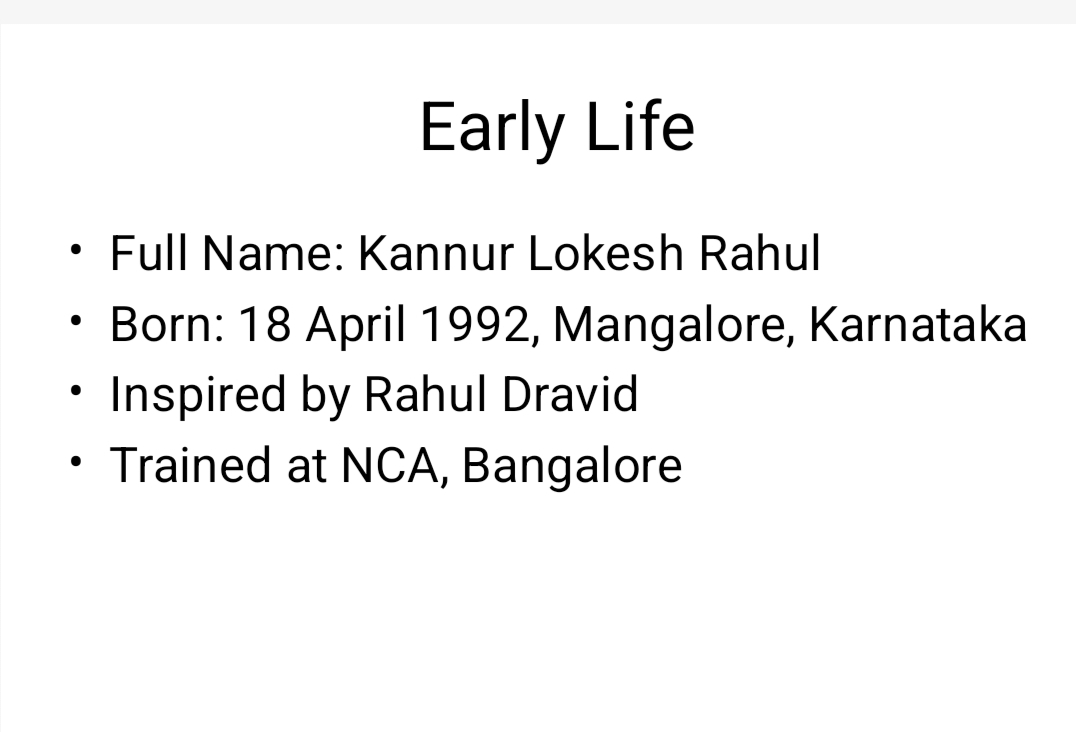 Early Life
• Full Name: Kannur Lokesh Rahul
• Born: 18 April 1992, Mangalore, Karnataka
• Inspired by Rahul Dravid
• Trained at NCA, Bangalore